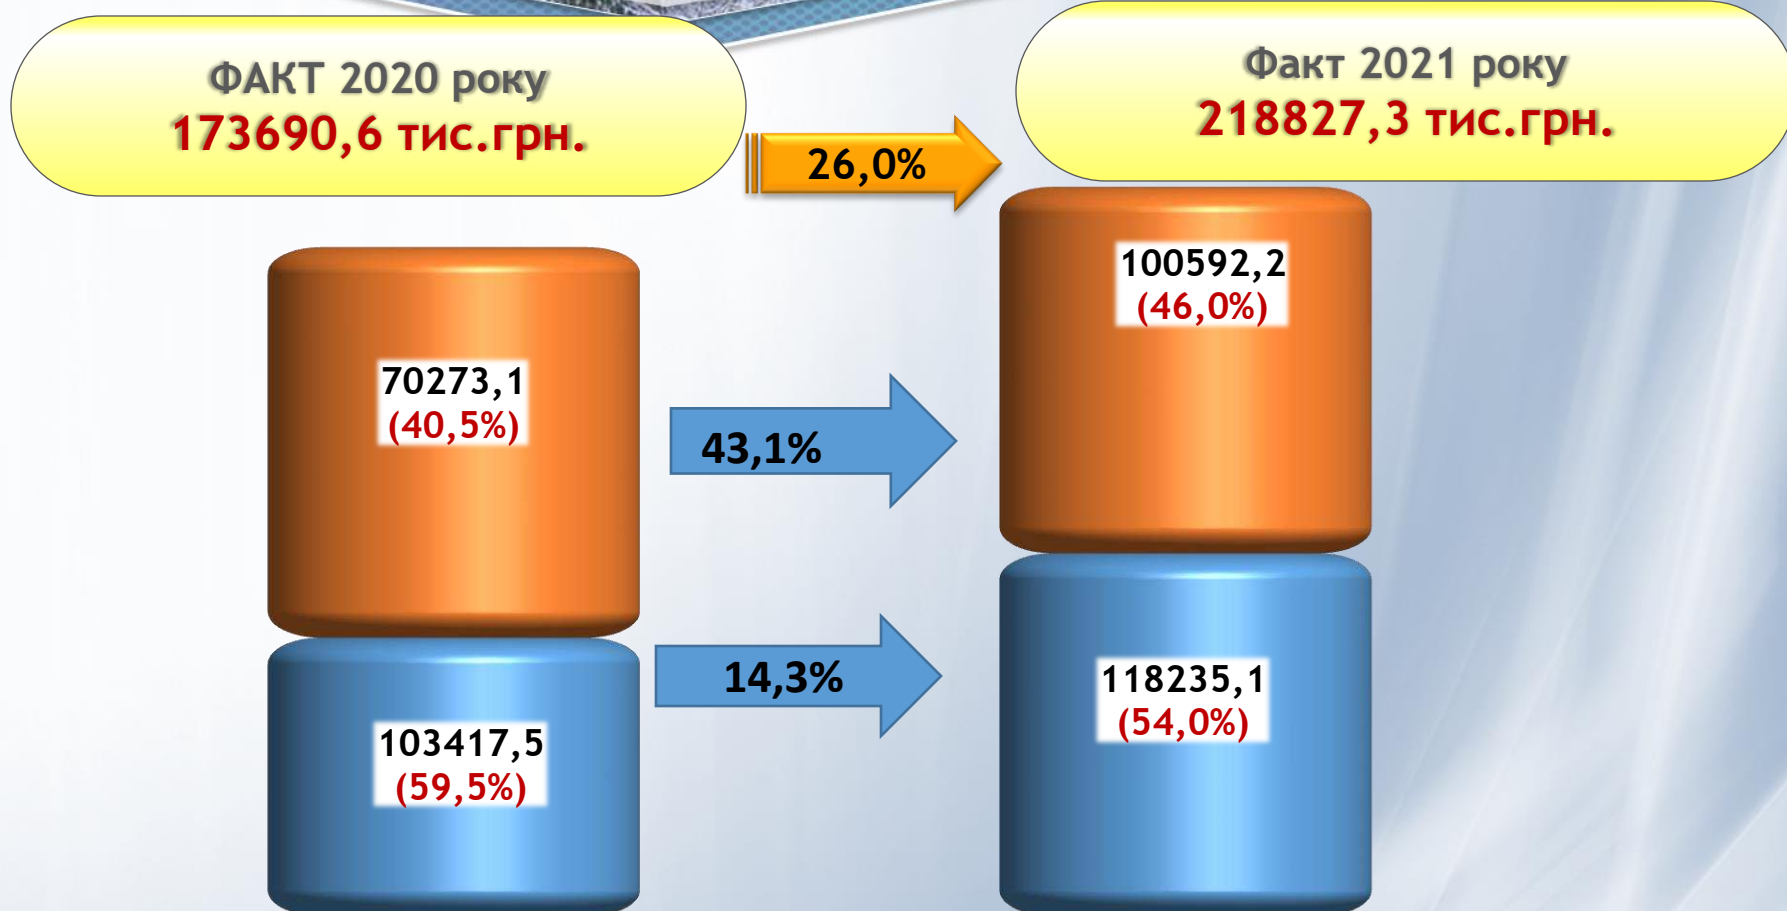 ФАКТ 2020 року
173690,6 тис.грн.
Факт 2021 року
218827,3 тис.грн.
26,0%
70273,1
(40,5%)
43,1%
100592,2
(46,0%)
103417,5
(59,5%)
14,3%
118235,1
(54,0%)